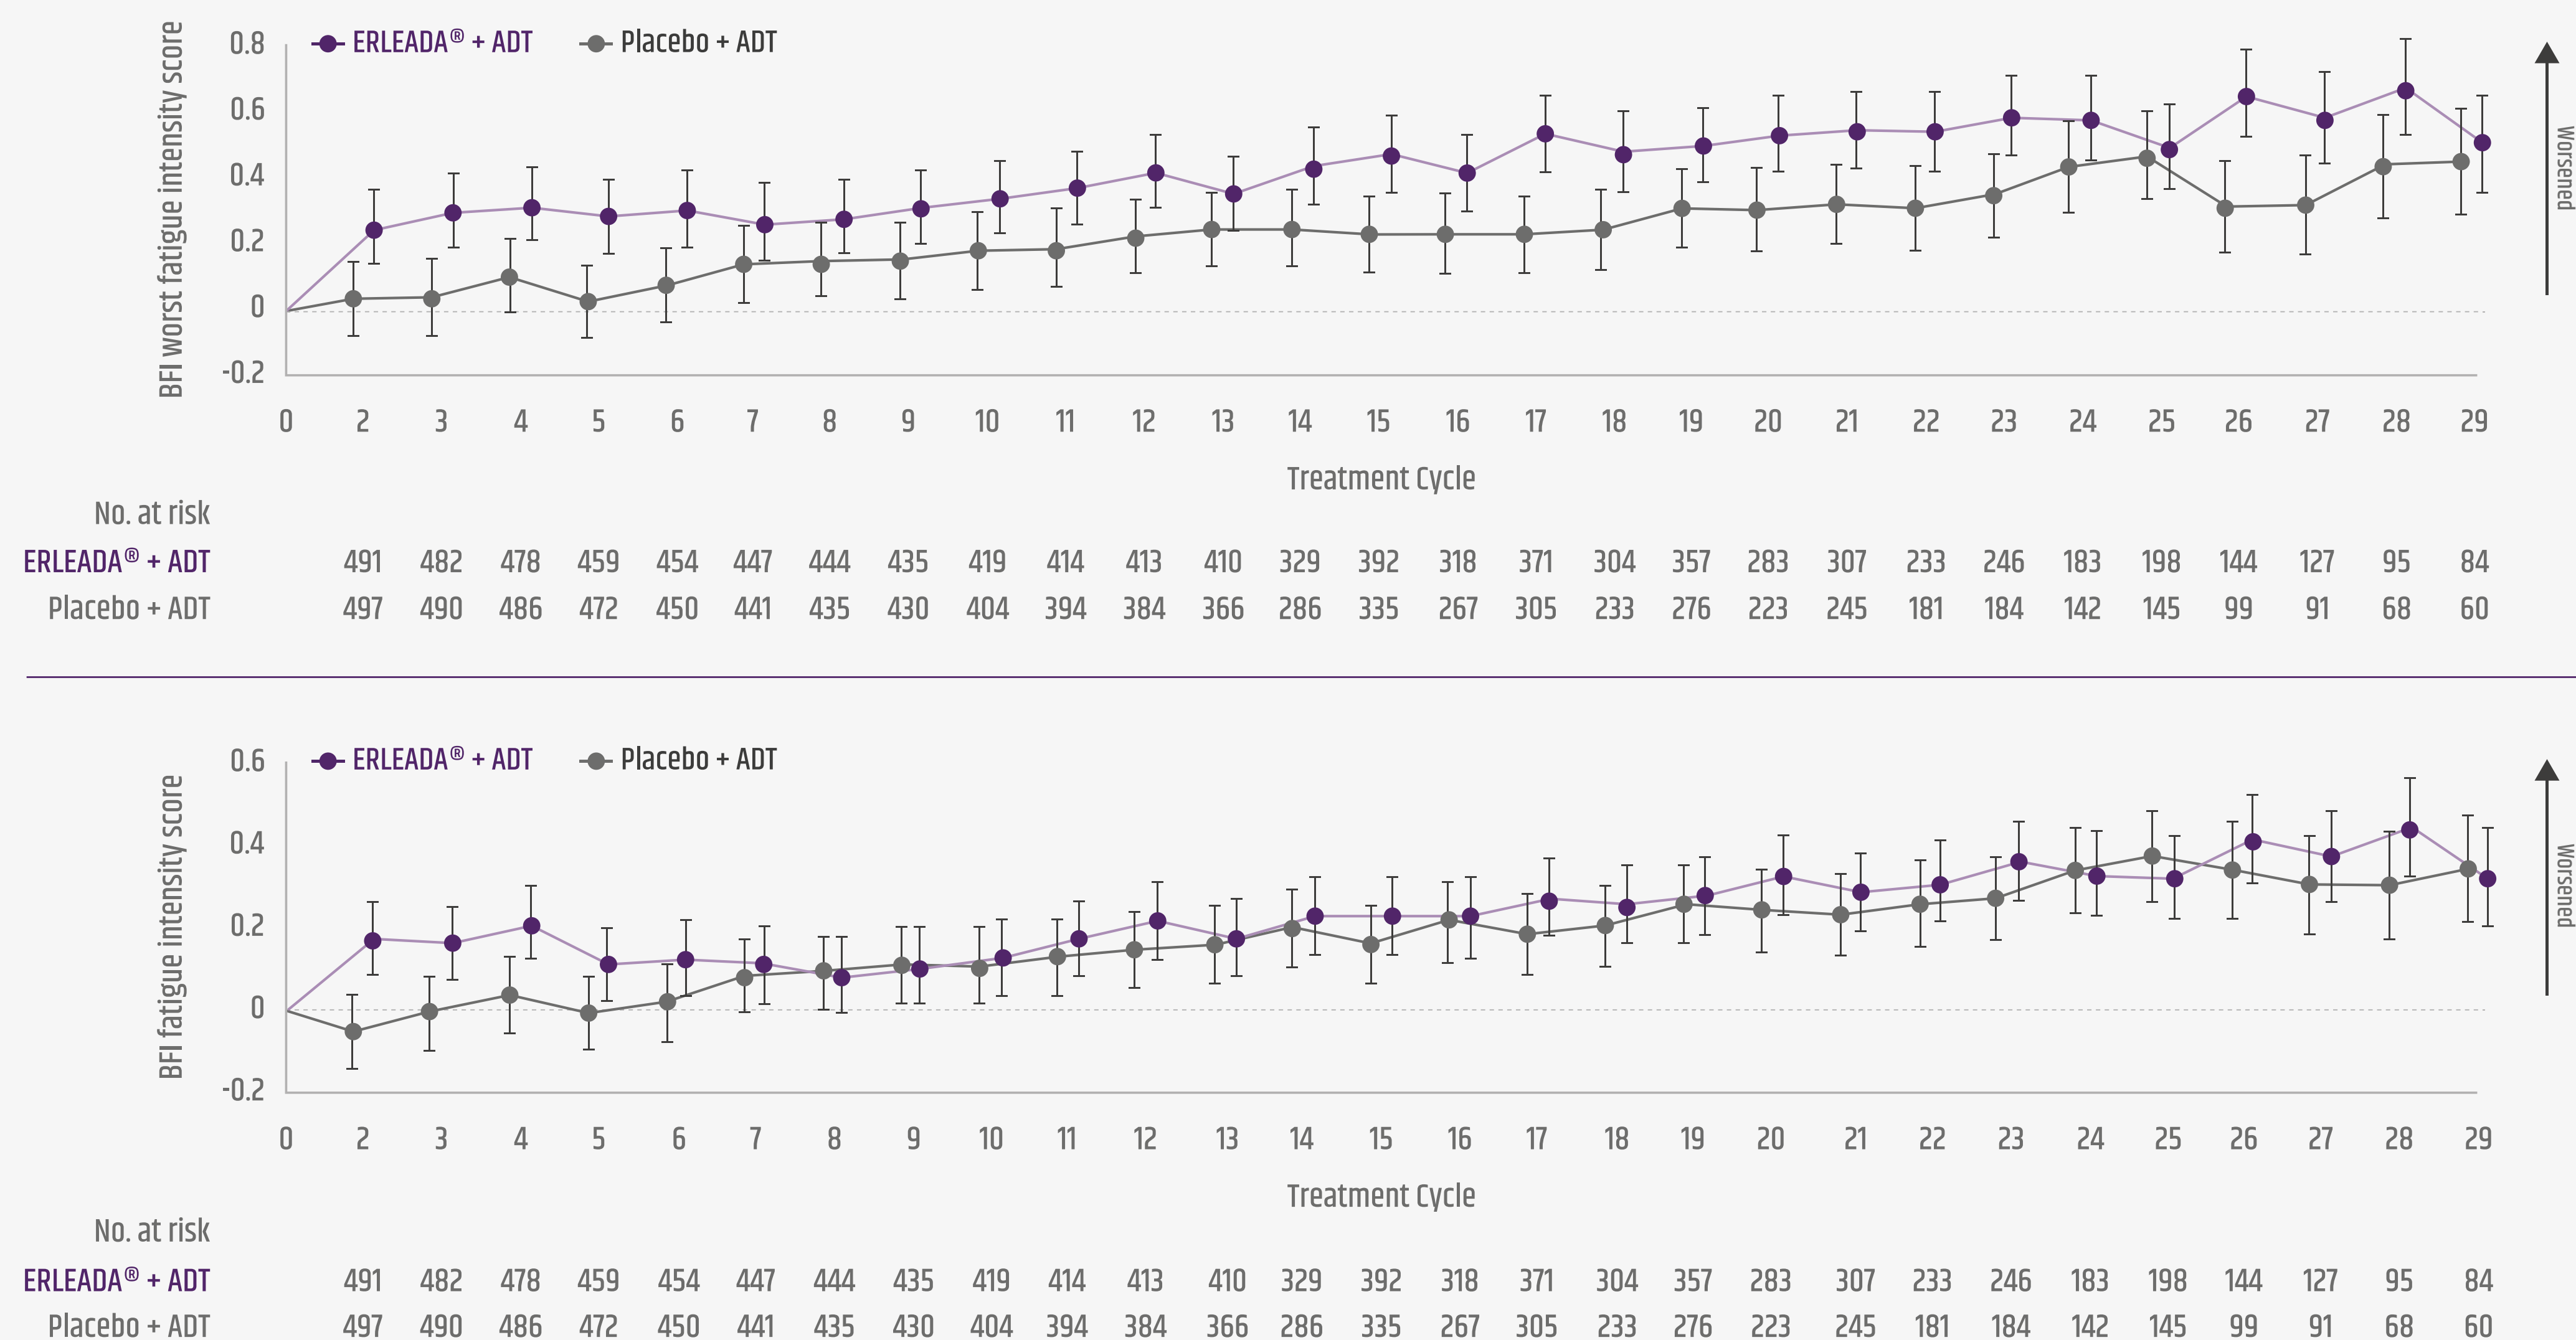 ERLEADA® + ADT Placebo + ADT
BFI worst fatigue intensity score
0.8
0.6
0.4
0.2
0
-0.2
Worsened
0 2 3 4 5 6 7 8 9 10 11 12 13 14 15 16 17 18 19 20 21 22 23 24 25 26 27 28 29
Treatment Cycle
No. at risk
ERLEADA® + ADT 491 482 478 459 454 447 444 435 419 414 413 410 329 392 318 371 304 357 283 307 233 246 183 198 144 127 95 84
Placebo + ADT 497 490 486 472 450 441 435 430 404 394 384 366 286 335 267 305 233 276 223 245 181 184 142 145 99 91 68 60
ERLEADA® + ADT Placebo + ADT
BFI fatigue intensity score
0.6
0.4
0.2
0
-0.2
Worsened
0 2 3 4 5 6 7 8 9 10 11 12 13 14 15 16 17 18 19 20 21 22 23 24 25 26 27 28 29
Treatment Cycle
No. at risk
ERLEADA® + ADT 491 482 478 459 454 447 444 435 419 414 413 410 329 392 318 371 304 357 283 307 233 246 183 198 144 127 95 84
Placebo + ADT 497 490 486 472 450 441 435 430 404 394 384 366 286 335 267 305 233 276 223 245 181 184 142 145 99 91 68 60